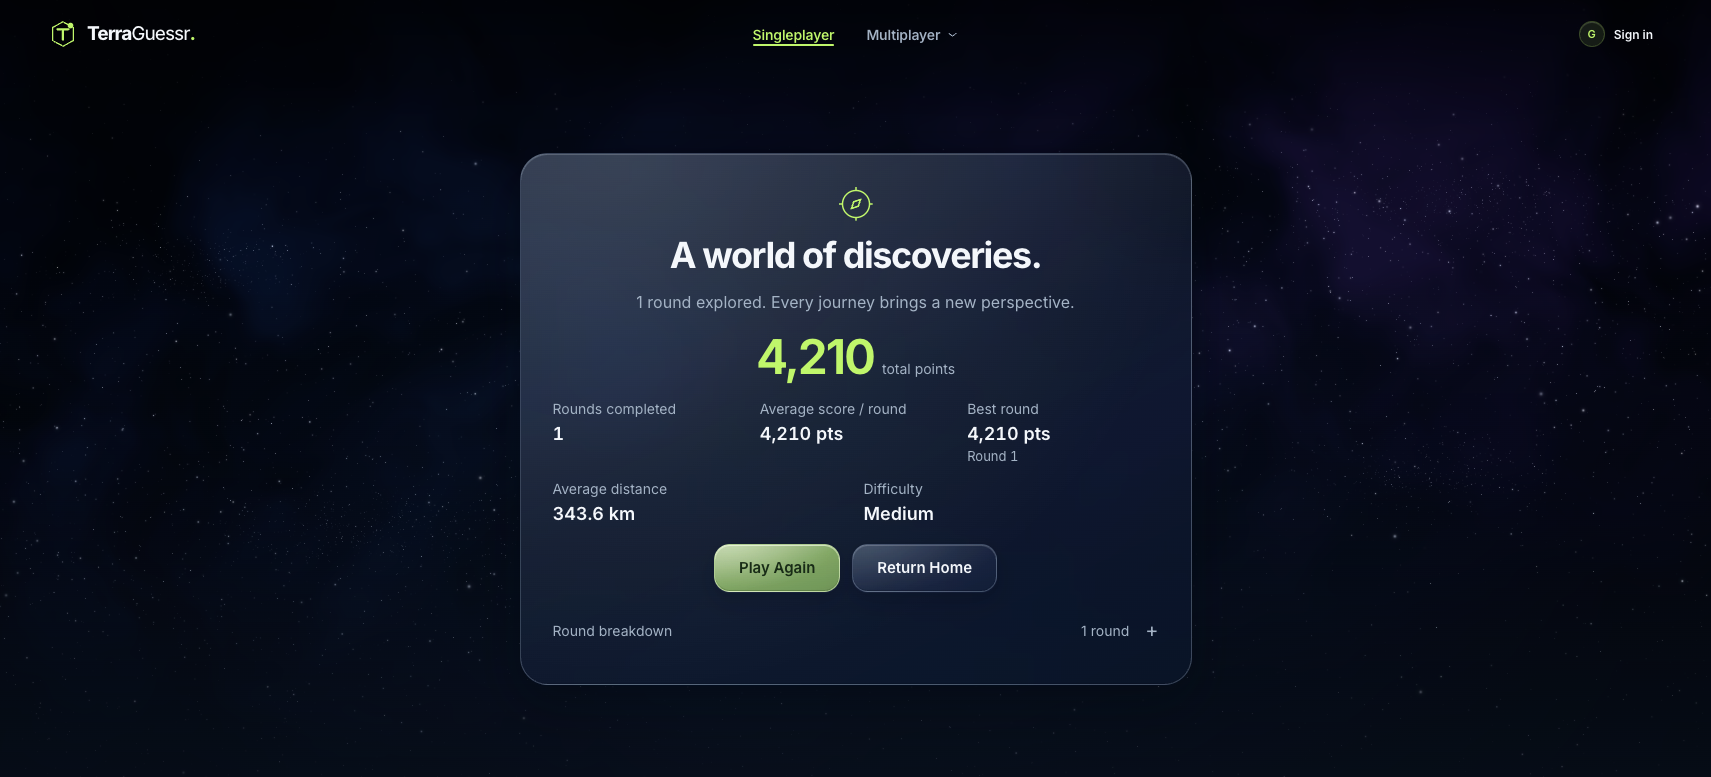 TerraGuessr.
Singleplayer
Multiplayer
G
Sign in
A world of discoveries.
1 round explored. Every journey brings a new perspective.
4,210 total points
Rounds completed
1
Average score / round
4,210 pts
Best round
4,210 pts
Round 1
Average distance
343.6 km
Difficulty
Medium
Play Again
Return Home
Round breakdown
1 round +